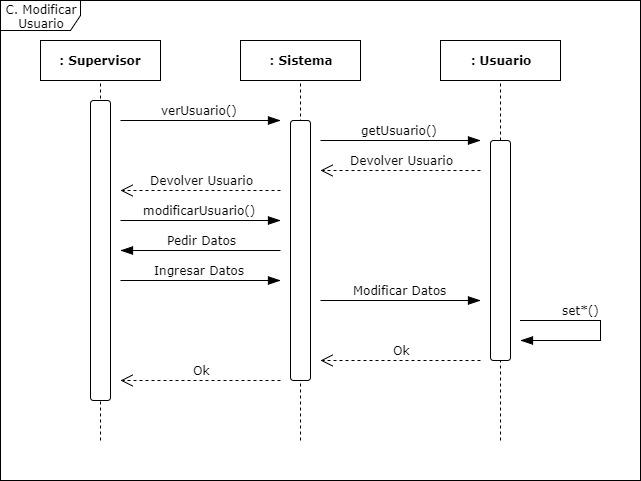 C. Modificar
Usuario
: Supervisor
: Sistema
: Usuario
verUsuario()
getUsuario()
Devolver Usuario
Devolver Usuario
modificarUsuario()
Pedir Datos
Ingresar Datos
Modificar Datos
set*()
Ok
Ok